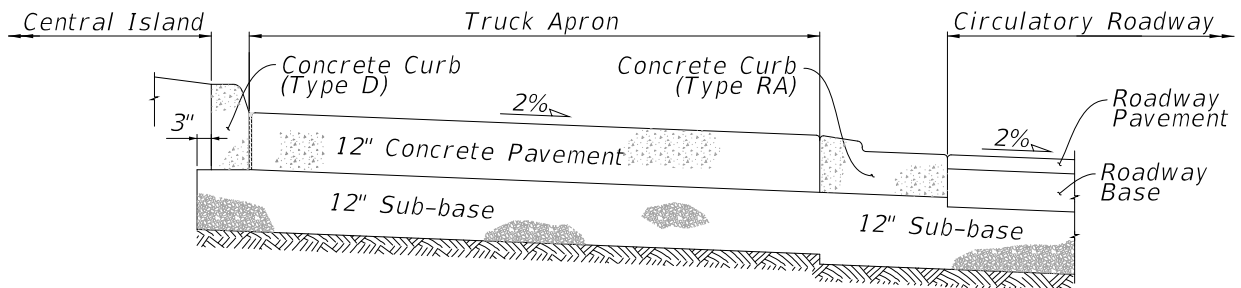 Central Island
Truck Apron
Circulatory Roadway
Concrete Curb
(Type D)
Concrete Curb
(Type RA)
2%
2%
Roadway
Pavement
3"
12" Concrete Pavement
Roadway
Base
12" Sub-base
12" Sub-base